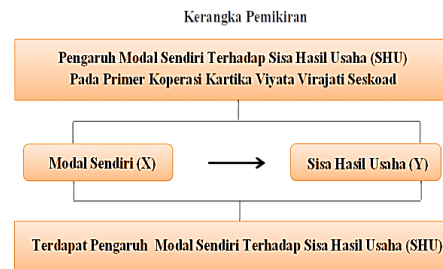 Kerangka Pemikiran
Pengaruh Modal Sendiri Terhadap Sisa Hasil Usaha (SHU)
Pada Primer Koperasi Kartika Viyata Virajati Seskoad
Modal Sendiri (X)
Sisa Hasil Usaha (Y)
Terdapat Pengaruh Modal Sendiri Terhadap Sisa Hasil Usaha (SHU)